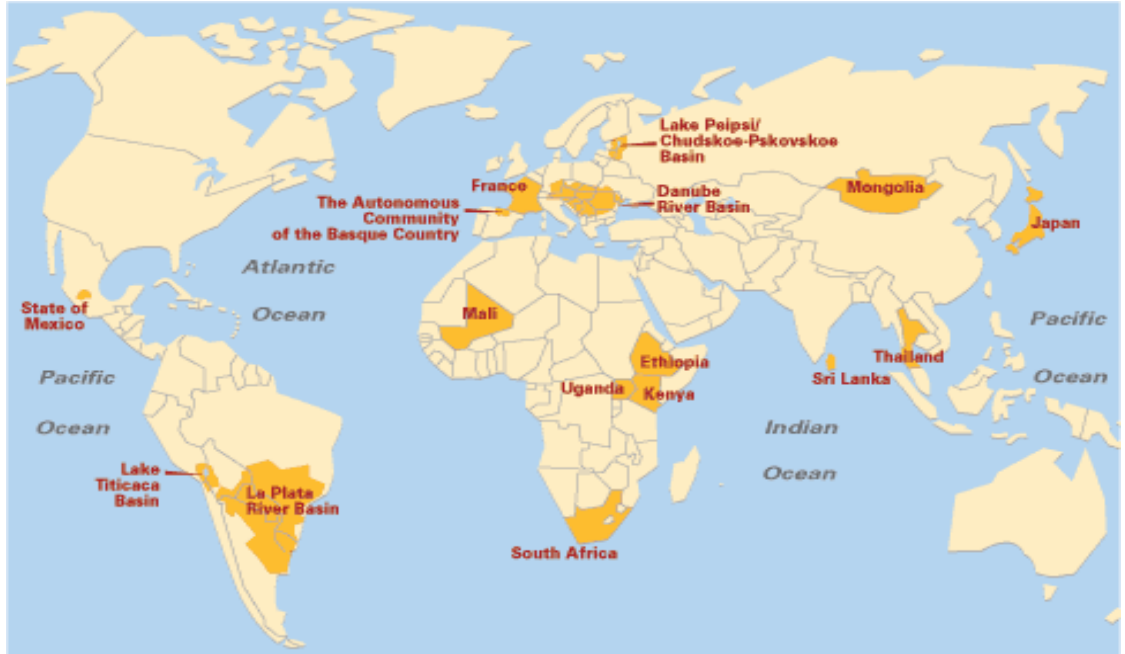 Lake Peipsi/
Chudskoe-Pskovskoe
Basin
France
Mongolia
The Autonomous
Community
of the Basque Country
Danube
River Basin
Japan
Atlantic
Ocean
State of
Mexico
Mali
Pacific
Ocean
Ethiopia
Thailand
Uganda
Kenya
Sri Lanka
Pacific
Ocean
Indian
Ocean
Lake
Titicaca
Basin
La Plata
River Basin
South Africa